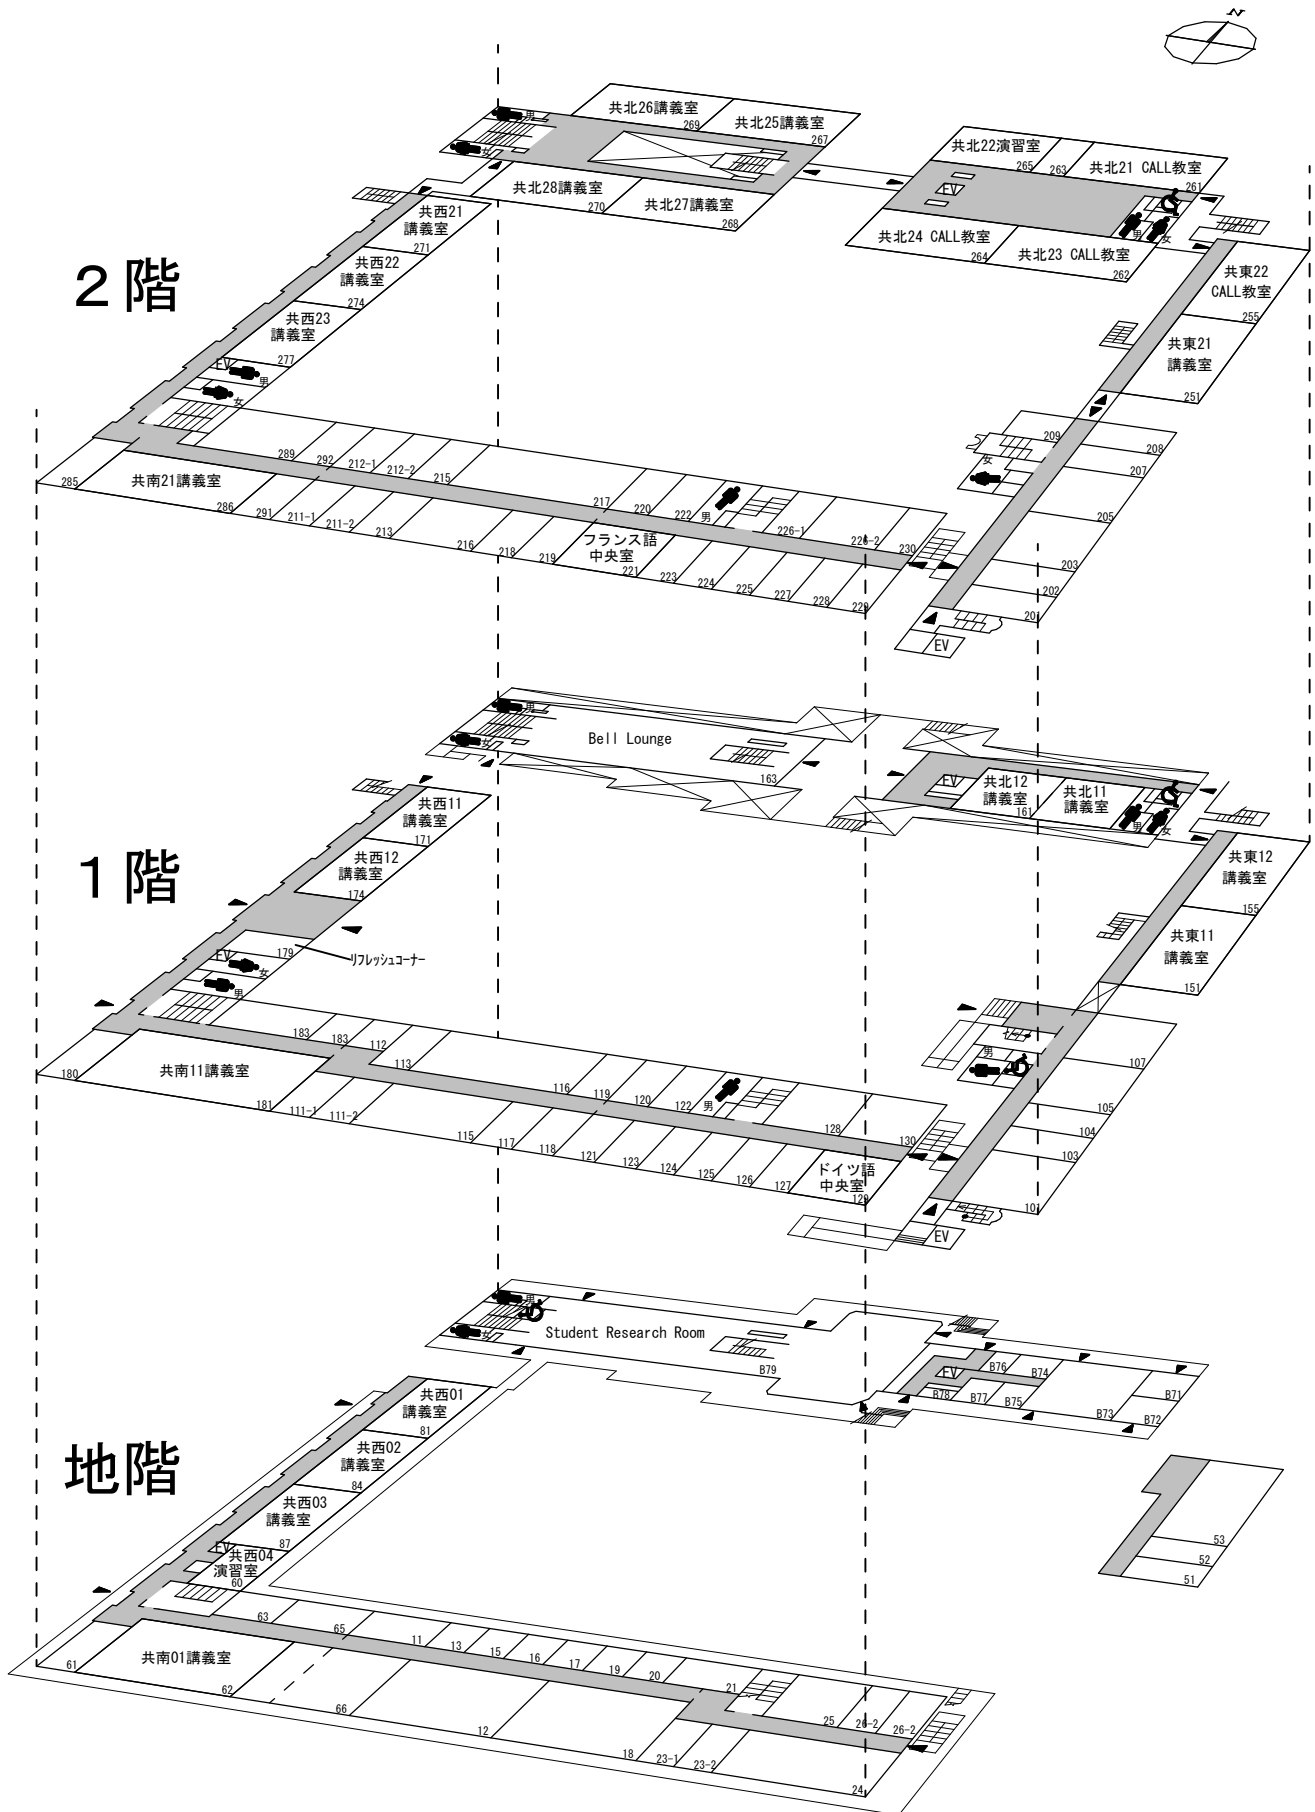 N
2階
男
女
共北26講義室
269
共北25講義室
267
共北28講義室
270
共北27講義室
268
共北22演習室
265
263
共北21 CALL教室
261
EV
男
女
共北24 CALL教室
264
共北23 CALL教室
262
共西21
講義室
271
共西22
講義室
274
共西23
講義室
277
EV
男
女
共東22
CALL教室
255
共東21
講義室
251
209
208
207
女
205
203
202
201
EV
289
292
212-1
212-2
215
217
220
222
男
226-1
226-2
230
285
共南21講義室
286
291
211-1
211-2
213
216
218
219
フランス語
中央室
221
223
224
225
227
228
229
1階
男
女
Bell Lounge
163
EV
共北12
講義室
161
共北11
講義室
男
女
共西11
講義室
171
共西12
講義室
174
179
リフレッシュコーナー
EV
女
男
共東12
講義室
155
共東11
講義室
151
107
男
105
104
103
101
EV
183
183
112
113
116
119
120
122
男
128
130
180
共南11講義室
181
111-1
111-2
115
117
118
121
123
124
125
126
127
ドイツ語
中央室
129
地階
男
女
Student Research Room
B79
EV
B76
B74
B71
B78
B77
B75
B73
B72
共西01
講義室
81
共西02
講義室
84
共西03
講義室
87
EV
共西04
演習室
60
53
52
51
63
65
11
13
15
16
17
19
20
21
25
26-2
26-2
61
共南01講義室
62
66
12
18
23-1
23-2
24